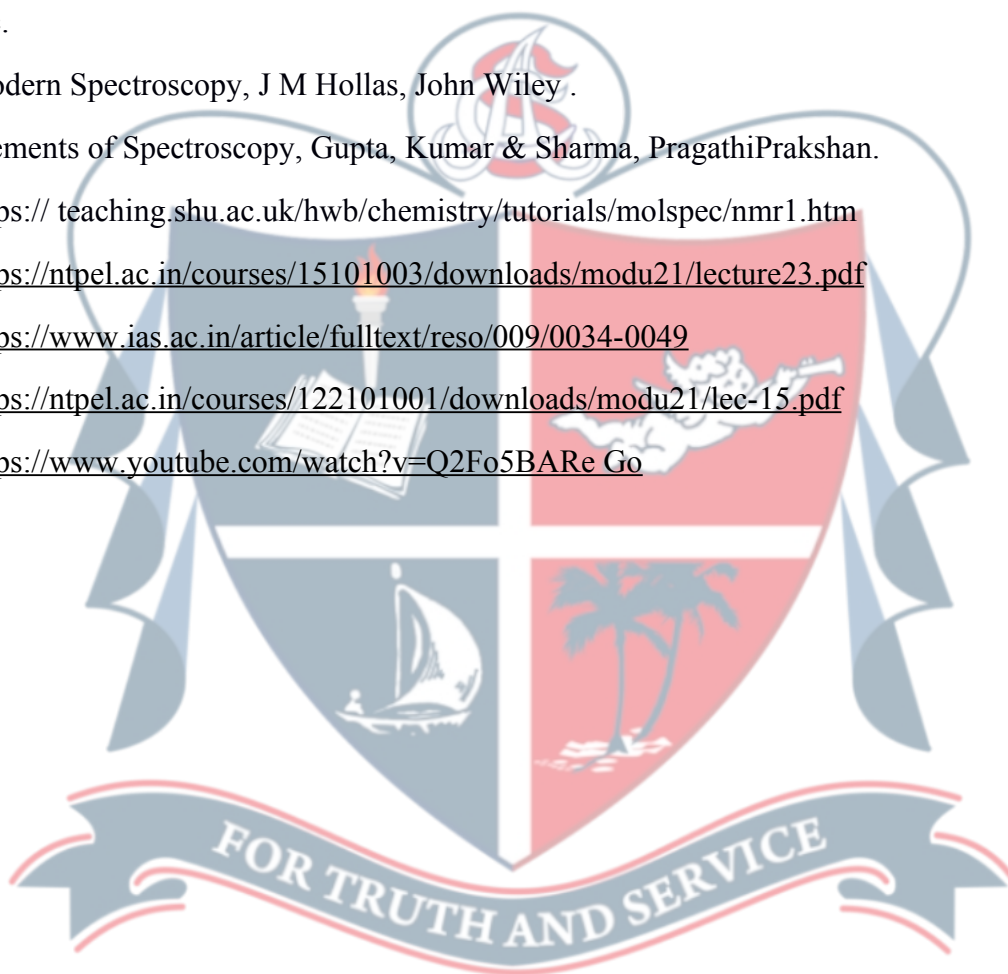 .
odern Spectroscopy, J M Hollas, John Wiley .
ements of Spectroscopy, Gupta, Kumar & Sharma, PragathiPrakshan.
ps:// teaching.shu.ac.uk/hwb/chemistry/tutorials/molspec/nmr1.htm
ps://ntpel.ac.in/courses/15101003/downloads/modu21/lecture23.pdf
ps://www.ias.ac.in/article/fulltext/reso/009/0034-0049
ps://ntpel.ac.in/courses/122101001/downloads/modu21/lec-15.pdf
ps://www.youtube.com/watch?v=Q2Fo5BARe Go
FOR TRUTH AND SERVICE